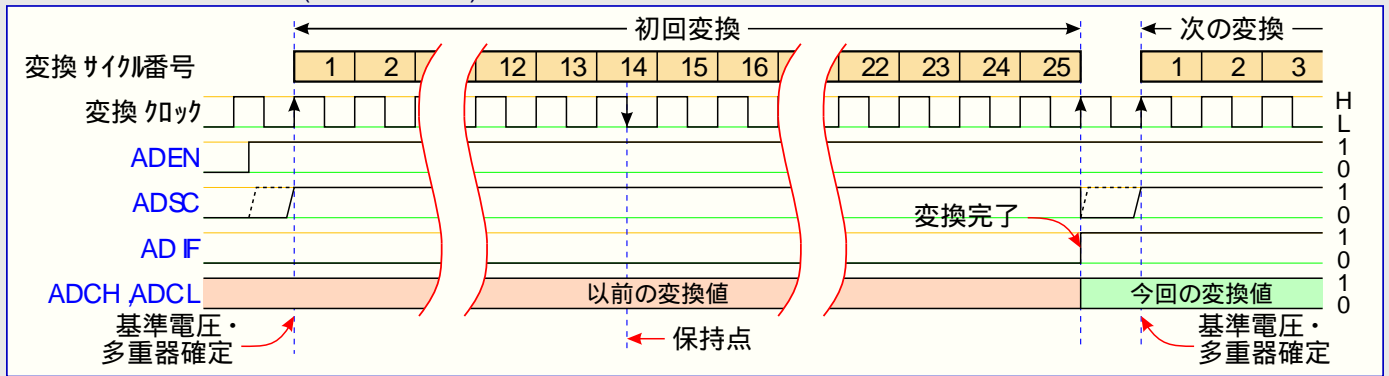 初回変換
次の変換
変換サイクル番号 1 2 12 13 14 15 16 22 23 24 25 1 2 3
変換クロック H L
ADEN 1 0
ADSC 1 0
変換完了
ADIF 1 0
ADCH,ADCL 以前の変換値 今回の変換値 1 0
基準電圧・
多重器確定
保持点
基準電圧・
多重器確定